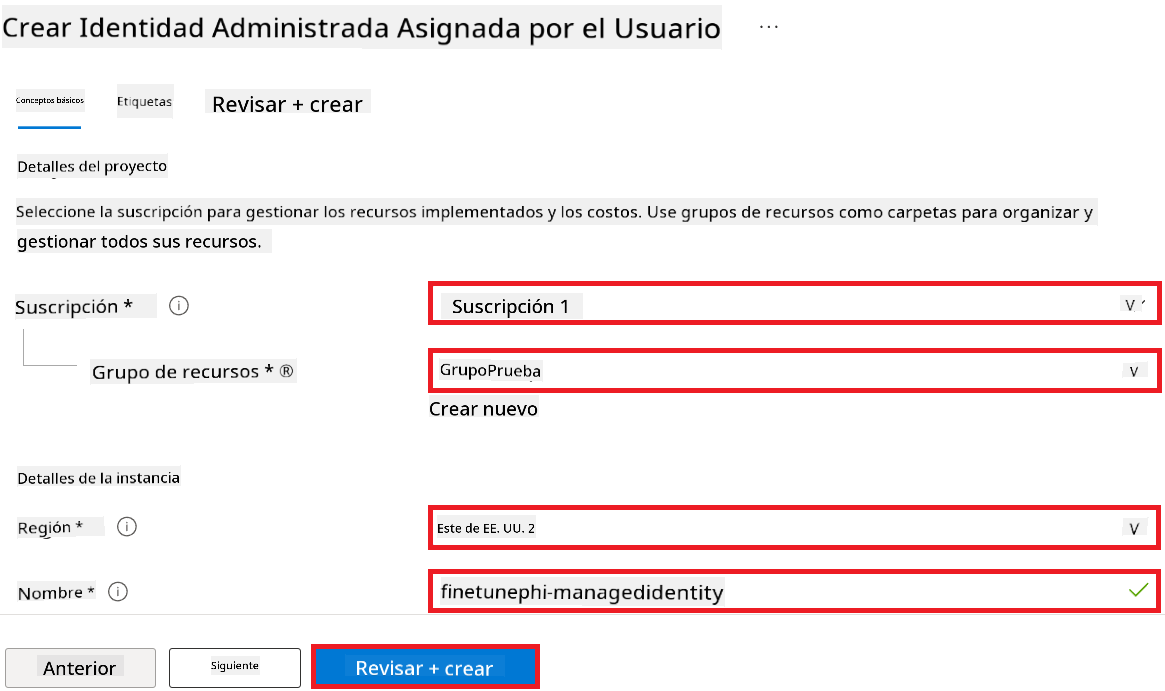 Crear Identidad Administrada Asignada por el Usuario ...
Conceptos básicos Etiquetas Revisar + crear
Detalles del proyecto
Seleccione la suscripción para gestionar los recursos implementados y los costos. Use grupos de recursos como carpetas para organizar y
gestionar todos sus recursos.
Suscripción * Suscripción 1 V
Grupo de recursos * ® GrupoPrueba V
Crear nuevo
Detalles de la instancia
Región * Este de EE. UU. 2 V
Nombre * finetunephi-managedidentity
Anterior Siguiente Revisar + crear